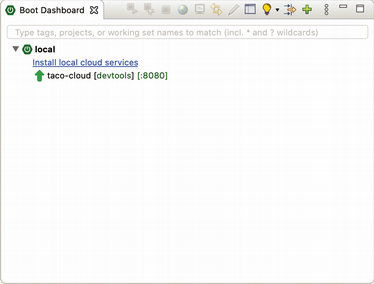 Boot Dashboard
Type tags, projects, or working set names to match (incl. * and ? wildcards)
local
Install local cloud services
taco-cloud [devtools] [:8080]